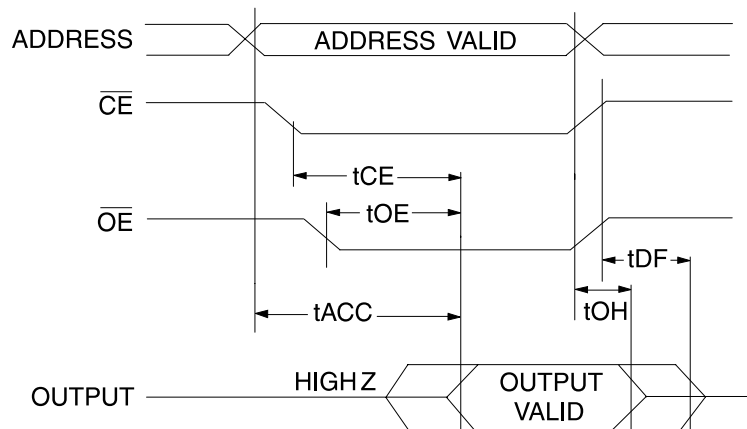 ADDRESS
ADDRESS VALID
CE
tCE
OE
tOE
tDF
tACC
tOH
OUTPUT
HIGH Z
OUTPUT
VALID